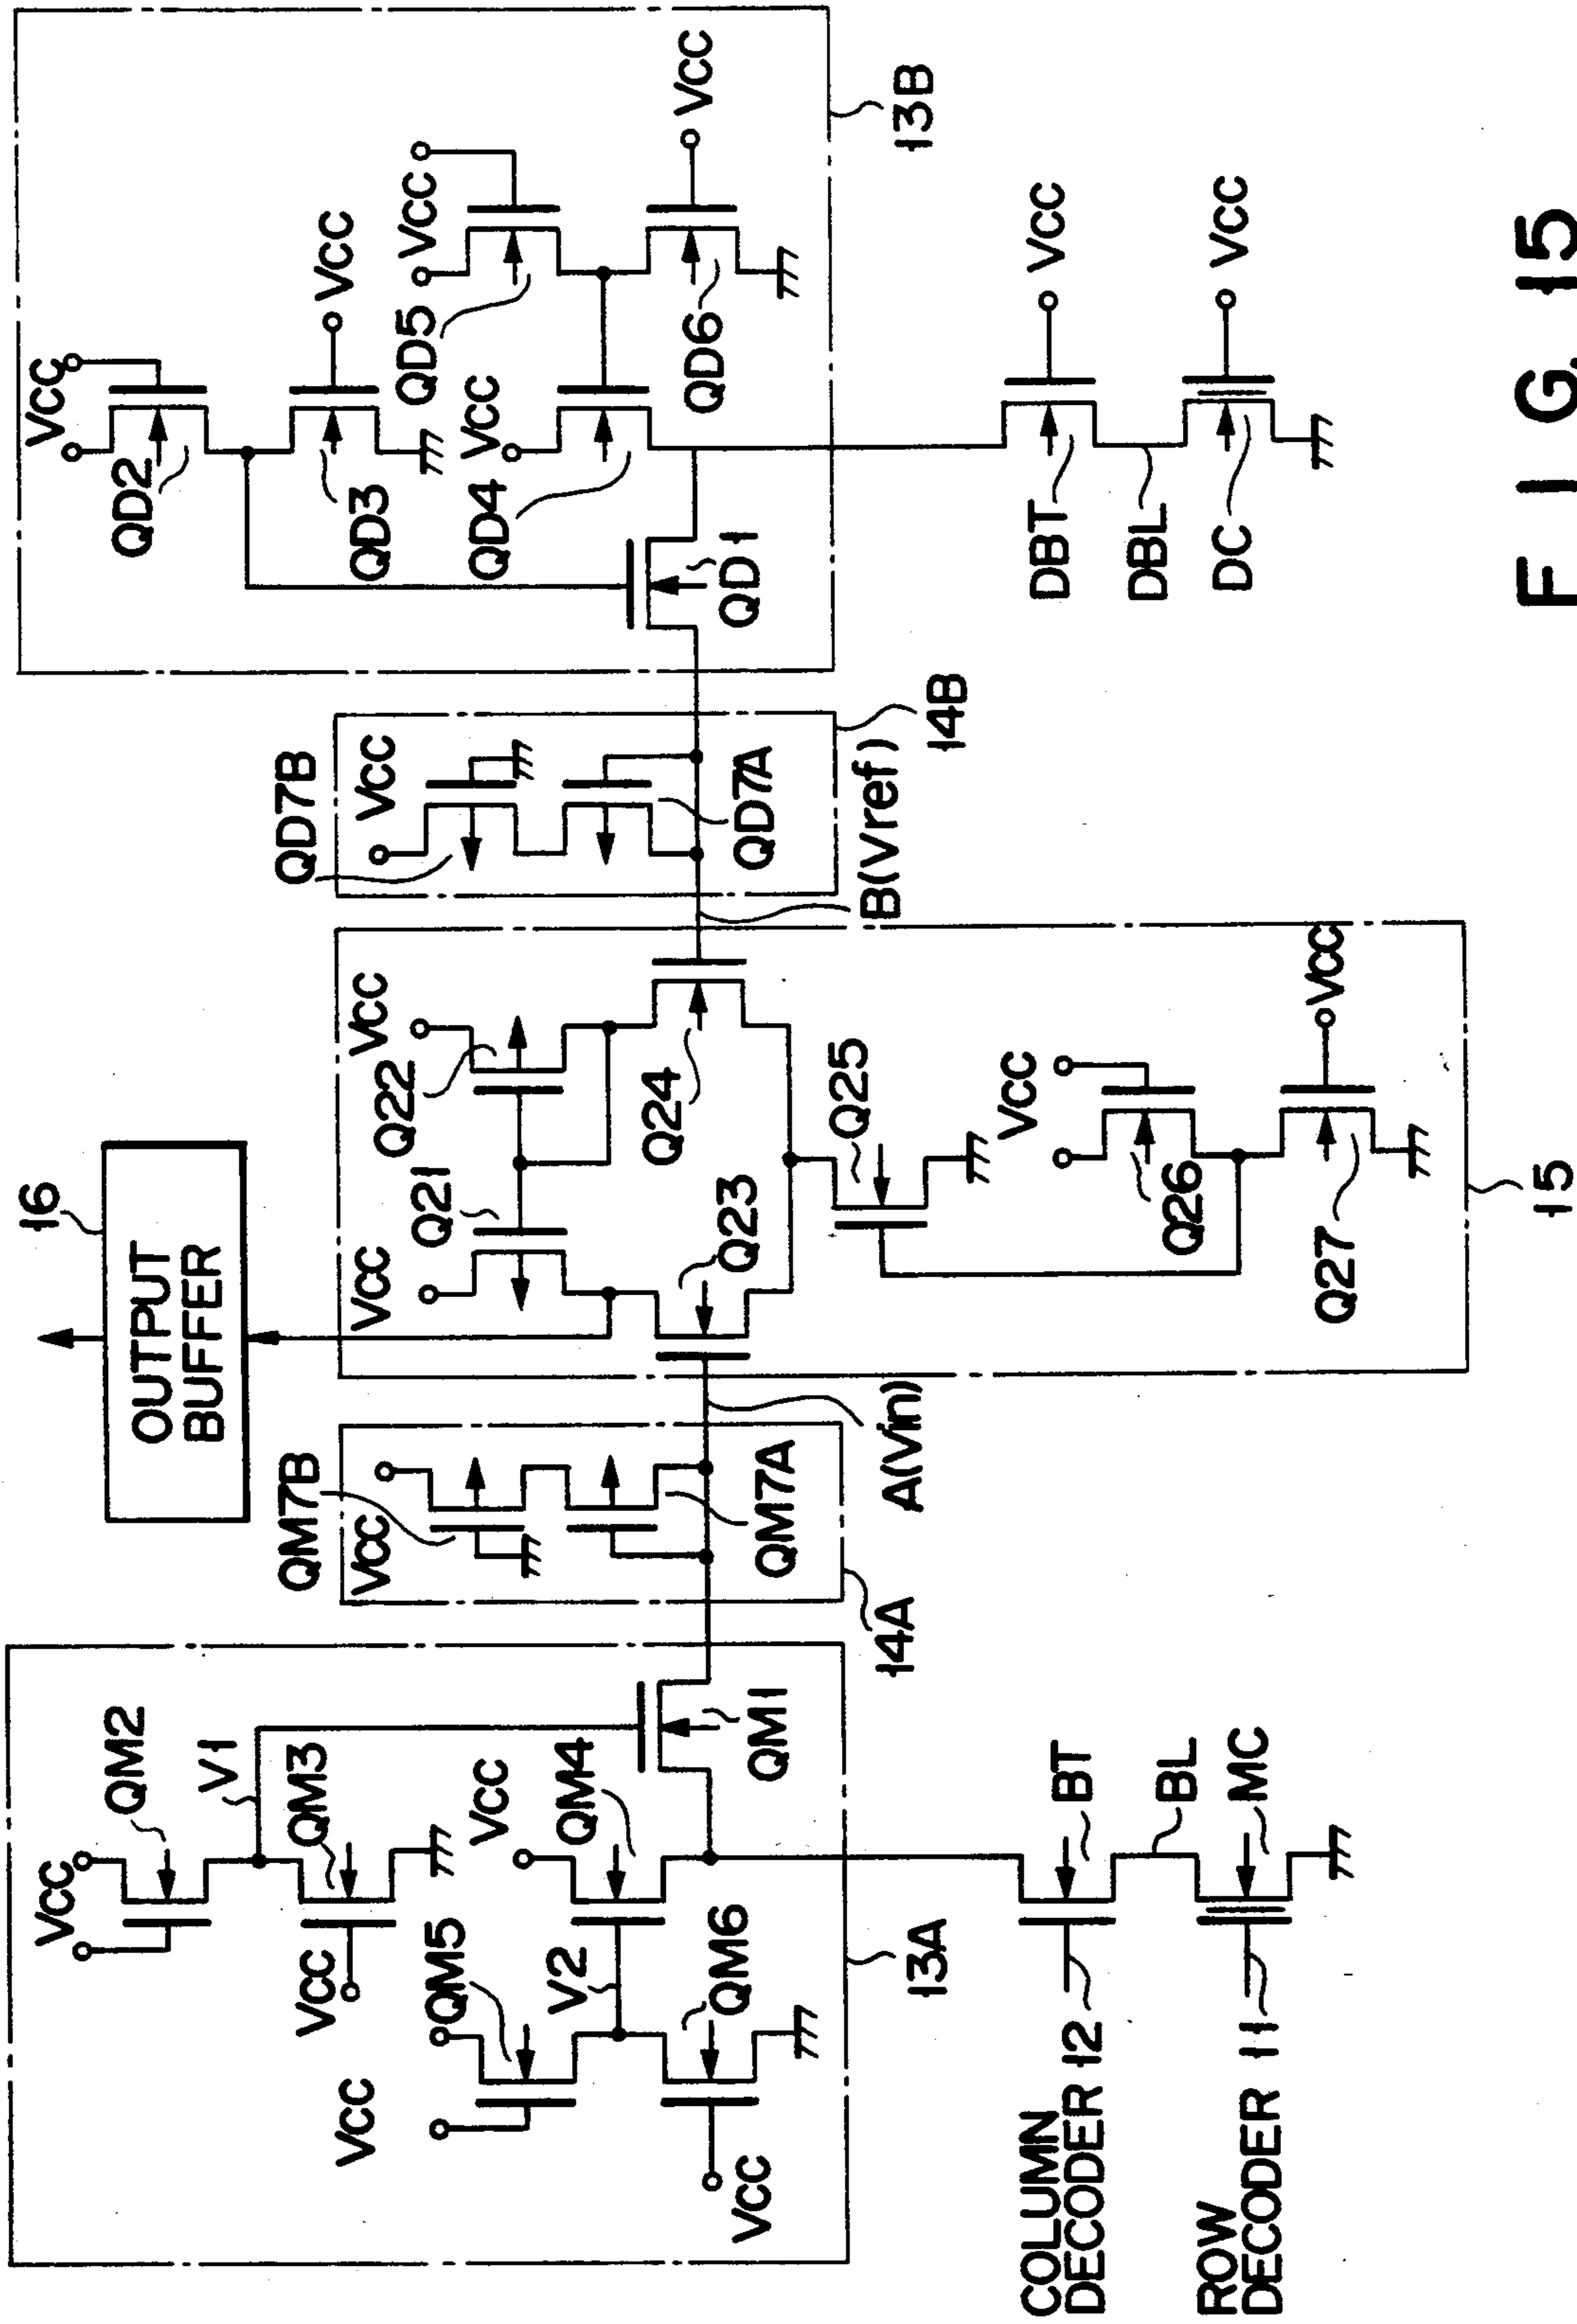 16
OUTPUT
BUFFER
VCC
QM2
V1
VCC
QM3
VCC
QM4
QM5
VCC
V2
QM6
VCC
QM1
13A
QM7B
VCC
QM7A
14A
A(Vin)
VCC
Q21
Q22
VCC
Q23
Q24
Q25
VCC
Q26
Q27
VCC
15
QD7B
VCC
QD7A
B(Vref)
14B
VCC
QD2
VCC
QD3
VCC
QD5
VCC
QD4
QD6
VCC
QD1
13B
COLUMN
DECODER 12
BT
BL
ROW
DECODER 11
MC
DBT
VCC
DBL
DC
VCC
FIG. 15